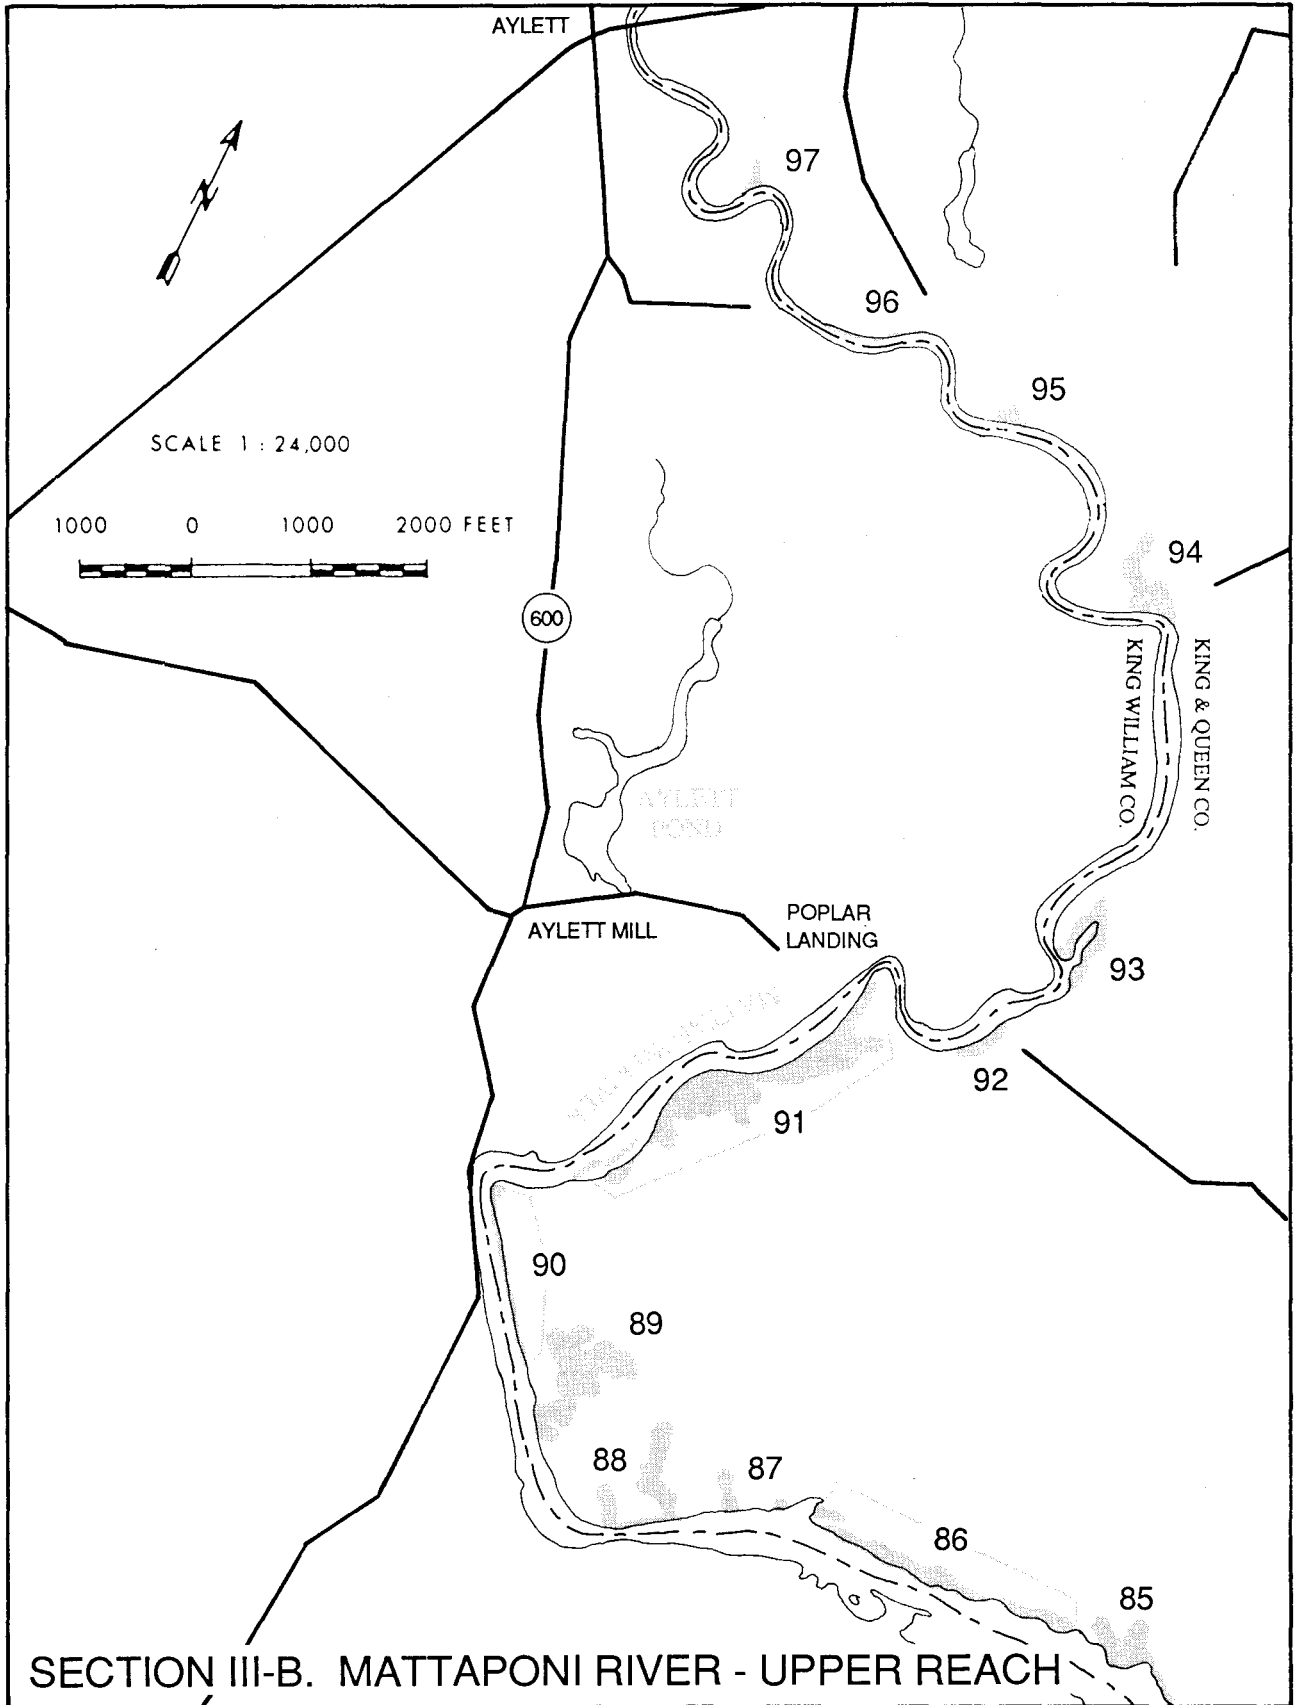 AYLETT
97
N
96
95
SCALE 1 : 24,000
1000 0 1000 2000 FEET
94
600
KING & QUEEN CO.
KING WILLIAM CO.
AYLETT
POND
POPLAR
LANDING
AYLETT MILL
93
92
91
90
89
88
87
86
85
SECTION III-B. MATTAPONI RIVER - UPPER REACH